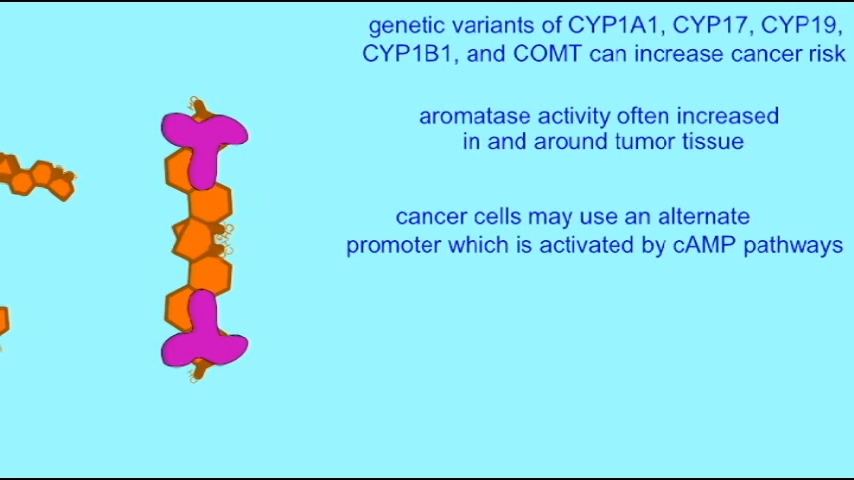 genetic variants of CYP1A1, CYP17, CYP19,
CYP1B1, and COMT can increase cancer risk
aromatase activity often increased
in and around tumor tissue
cancer cells may use an alternate
promoter which is activated by cAMP pathways